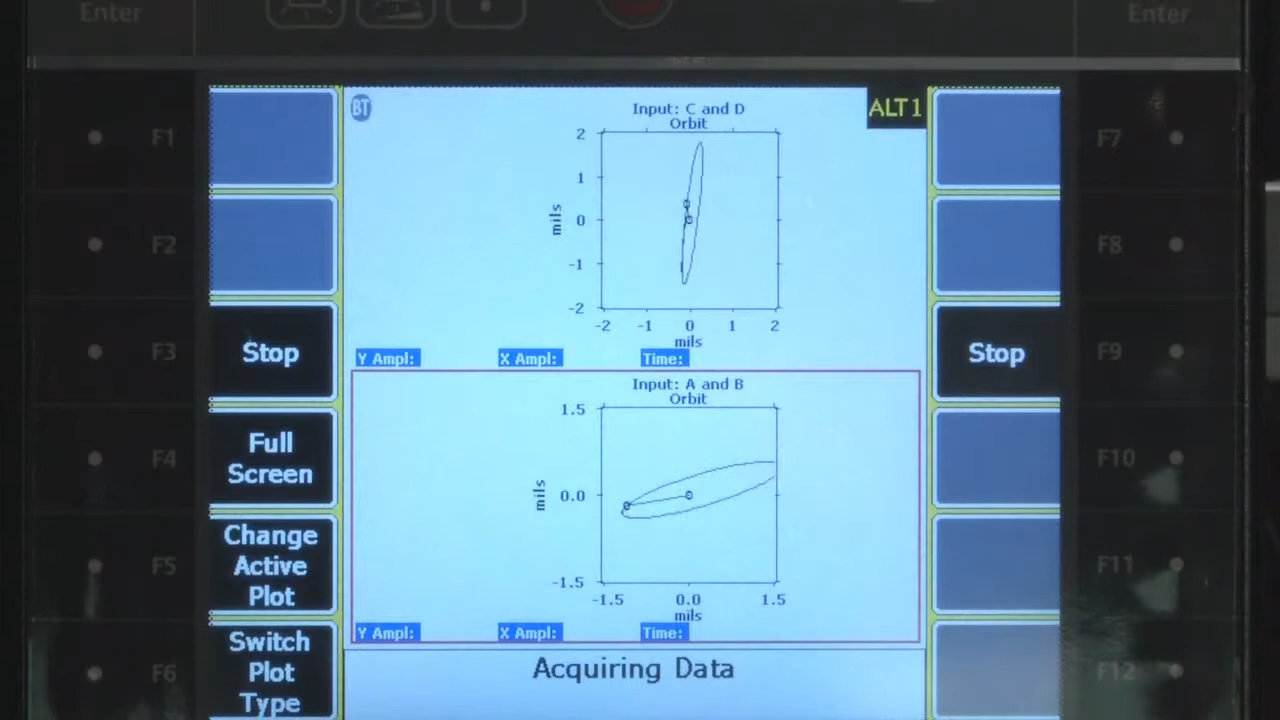 Enter
Enter
F1
F2
F3
F4
F5
F6
Stop
Full
Screen
Change
Active
Plot
Switch
Plot
Type
BT
ALT1
Input: C and D
Orbit
2
1
0
-1
-2
mils
-2 -1 0 1 2
mils
Y Ampl: X Ampl: Time:
Input: A and B
Orbit
1.5
0.0
-1.5
mils
-1.5 0.0 1.5
mils
Y Ampl: X Ampl: Time:
Acquiring Data
Stop
F7
F8
F9
F10
F11
F12